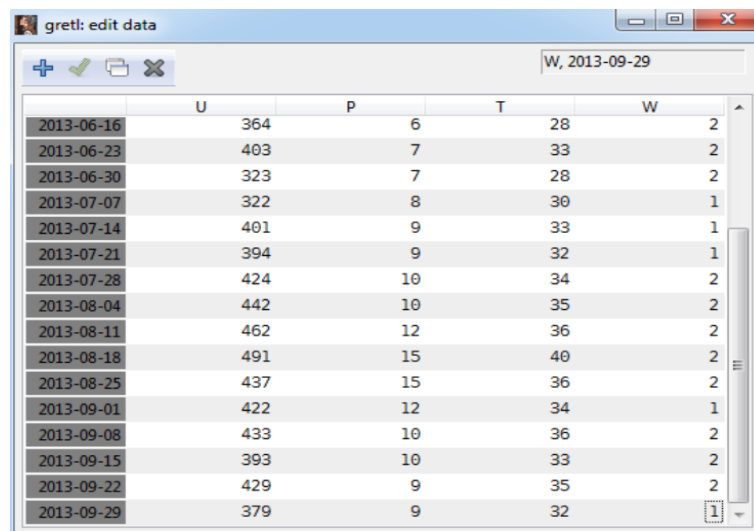 gretl: edit data
W, 2013-09-29
U P T W
2013-06-16 364 6 28 2
2013-06-23 403 7 33 2
2013-06-30 323 7 28 2
2013-07-07 322 8 30 1
2013-07-14 401 9 33 1
2013-07-21 394 9 32 1
2013-07-28 424 10 34 2
2013-08-04 442 10 35 2
2013-08-11 462 12 36 2
2013-08-18 491 15 40 2
2013-08-25 437 15 36 2
2013-09-01 422 12 34 1
2013-09-08 433 10 36 2
2013-09-15 393 10 33 2
2013-09-22 429 9 35 2
2013-09-29 379 9 32 1